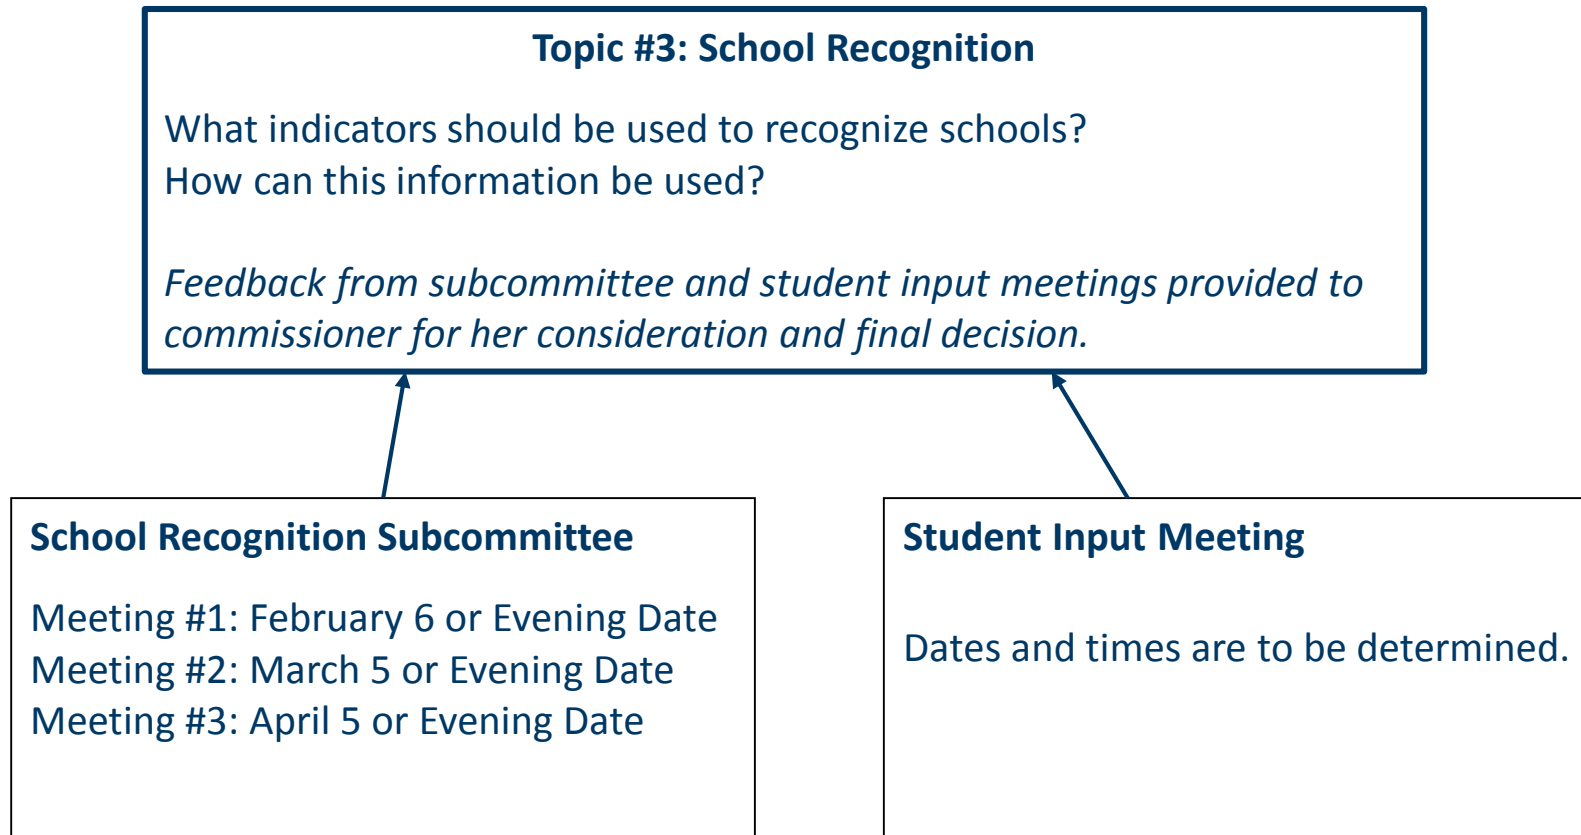 Topic #3: School Recognition
What indicators should be used to recognize schools?
How can this information be used?
Feedback from subcommittee and student input meetings provided to
commissioner for her consideration and final decision.
School Recognition Subcommittee
Meeting #1: February 6 or Evening Date
Meeting #2: March 5 or Evening Date
Meeting #3: April 5 or Evening Date
Student Input Meeting
Dates and times are to be determined.